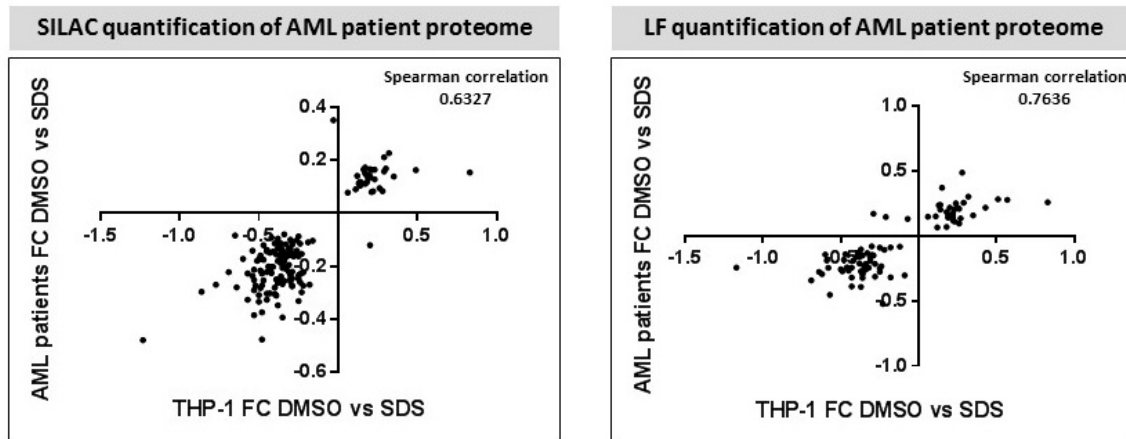 SILAC quantification of AML patient proteome
Spearman correlation
0.6327
AML patients FC DMSO vs SDS
0.4
0.2
-1.5
-1.0
-0.5
0.5
1.0
-0.2
-0.4
-0.6
THP-1 FC DMSO vs SDS
LF quantification of AML patient proteome
Spearman correlation
0.7636
AML patients FC DMSO vs SDS
1.0
0.5
-1.5
-1.0
-0.5
0.5
1.0
-0.5
-1.0
THP-1 FC DMSO vs SDS